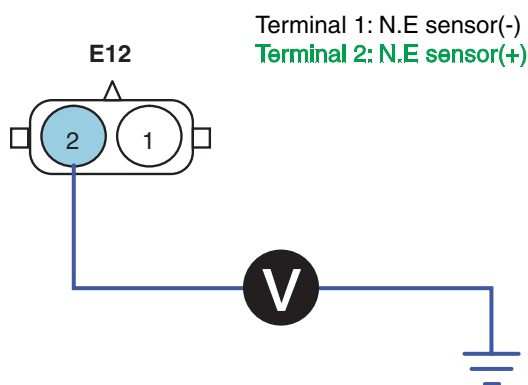 Terminal 1: N.E sensor(-)
Terminal 2: N.E sensor(+)
E12
2 1
V